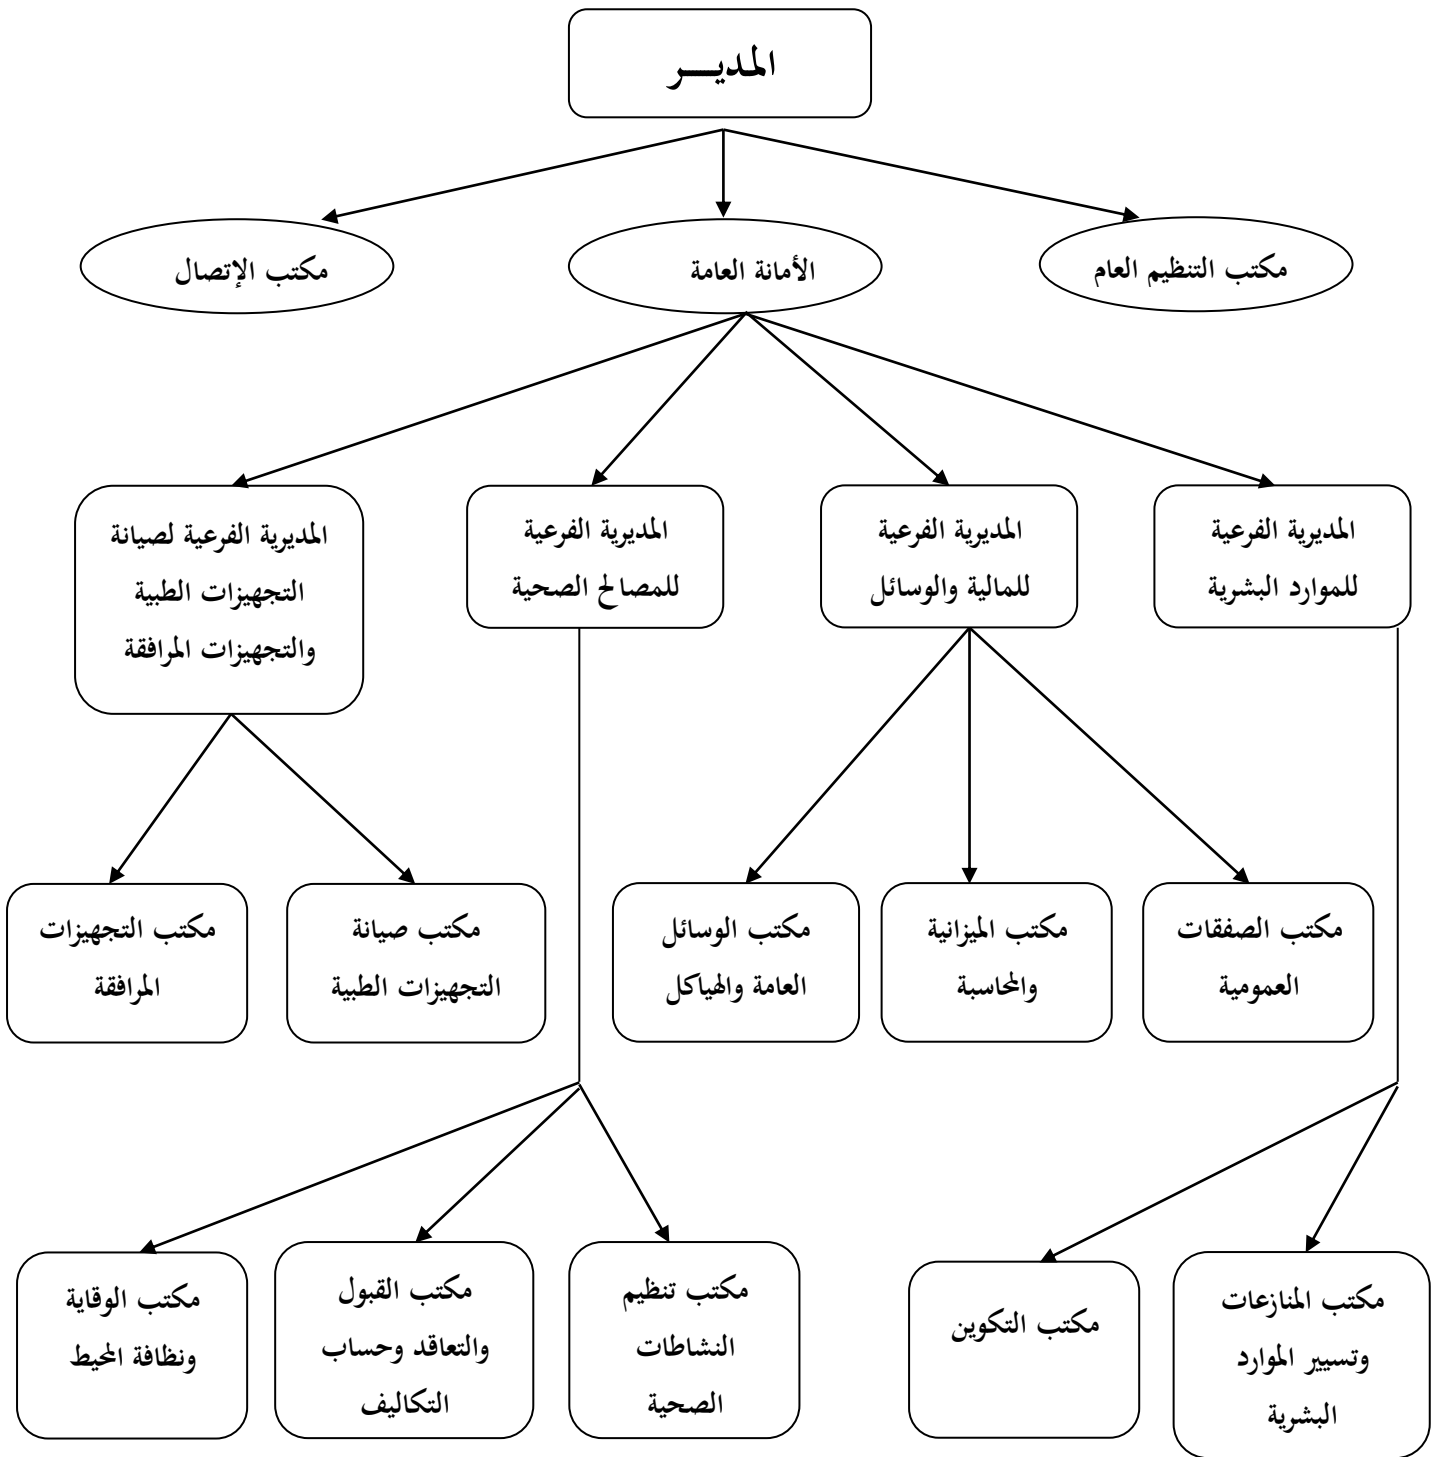 المديـــر
مكتب التنظيم العام
الأمانة العامة
مكتب الإتصال
المديرية الفرعية
للموارد البشرية
المديرية الفرعية
للمالية والوسائل
المديرية الفرعية
للمصالح الصحية
المديرية الفرعية لصيانة
التجهيزات الطبية
والتجهيزات المرافقة
مكتب الصفقات
العمومية
مكتب الميزانية
والمحاسبة
مكتب الوسائل
العامة والهياكل
مكتب صيانة
التجهيزات الطبية
مكتب التجهيزات
المرافقة
مكتب المنازعات
وتسيير الموارد
البشرية
مكتب التكوين
مكتب تنظيم
النشاطات
الصحية
مكتب القبول
والتعاقد وحساب
التكاليف
مكتب الوقاية
ونظافة المحيط